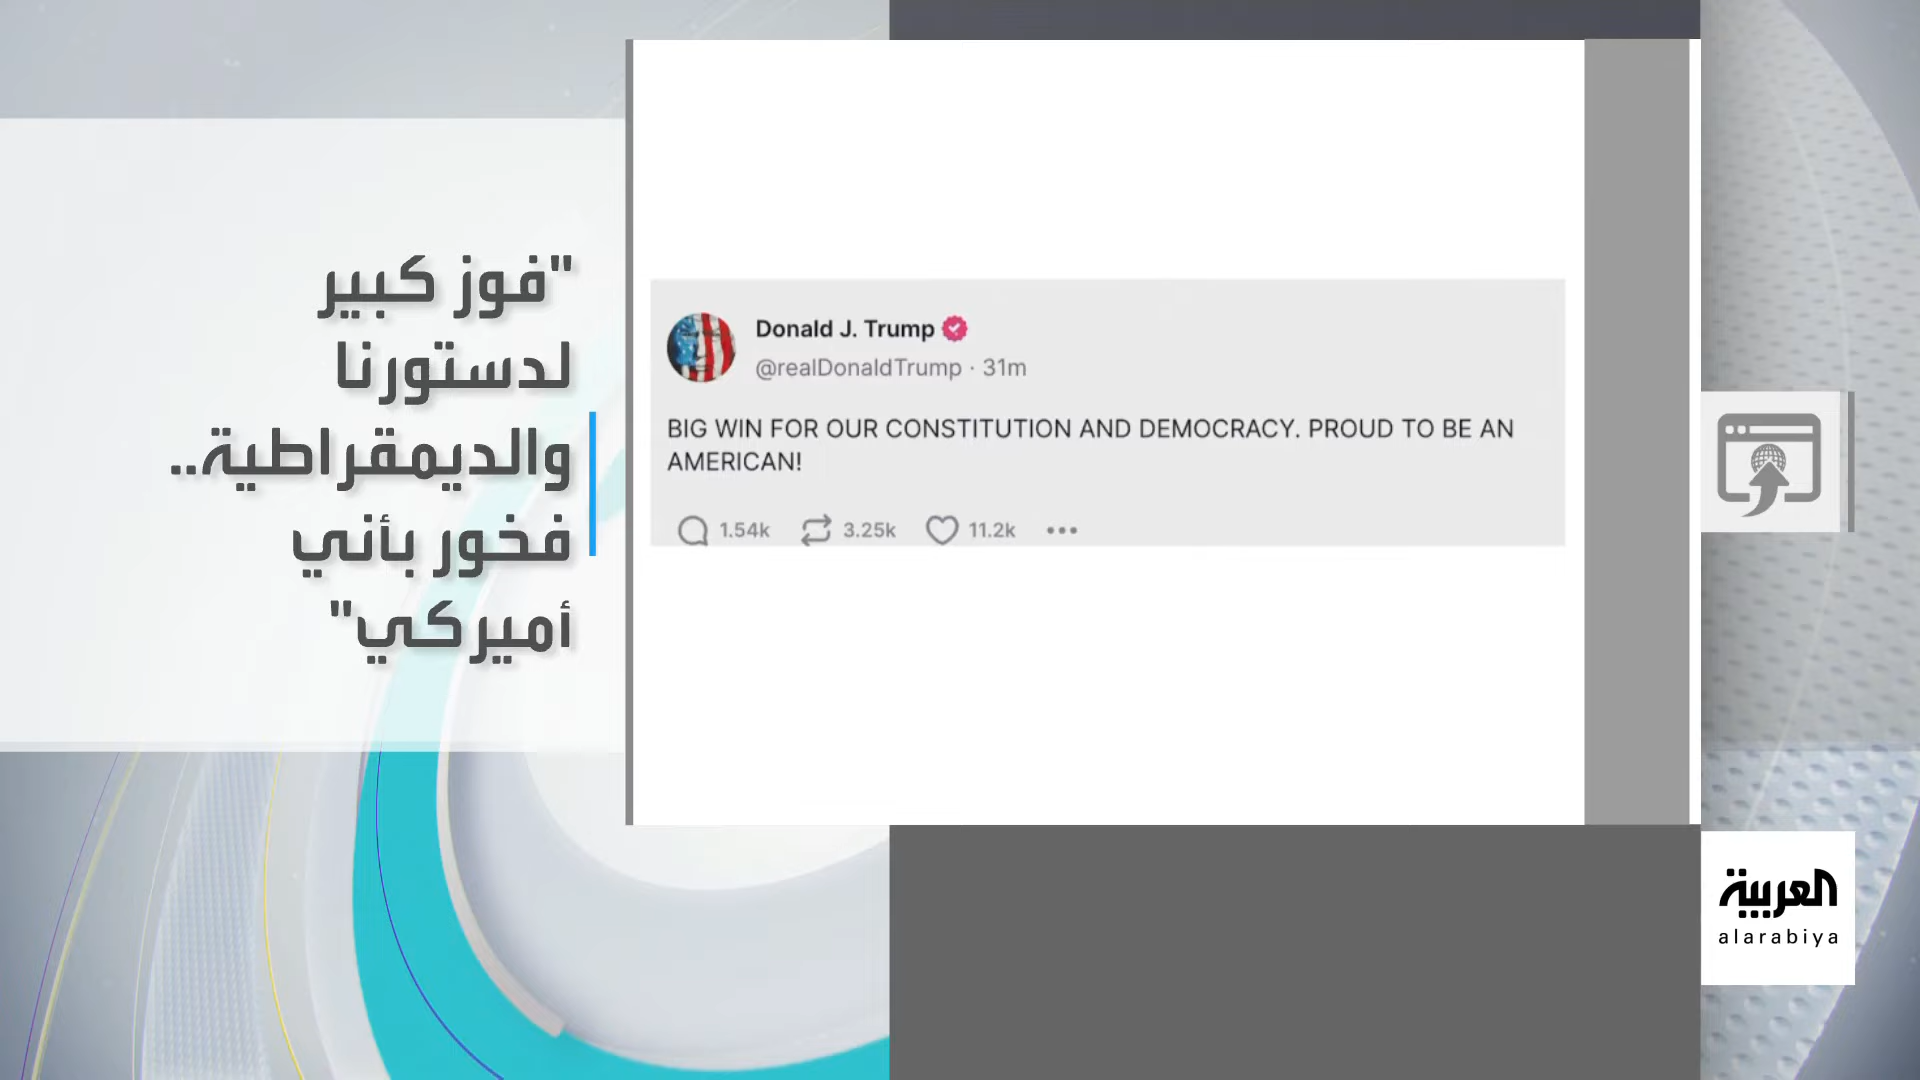 "فوز كبير
لدستورنا
والديمقراطية..
فخور بأني
أميركي"
Donald J. Trump
@realDonaldTrump · 31m
BIG WIN FOR OUR CONSTITUTION AND DEMOCRACY. PROUD TO BE AN
AMERICAN!
1.54k 3.25k 11.2k
العربية
alarabiya